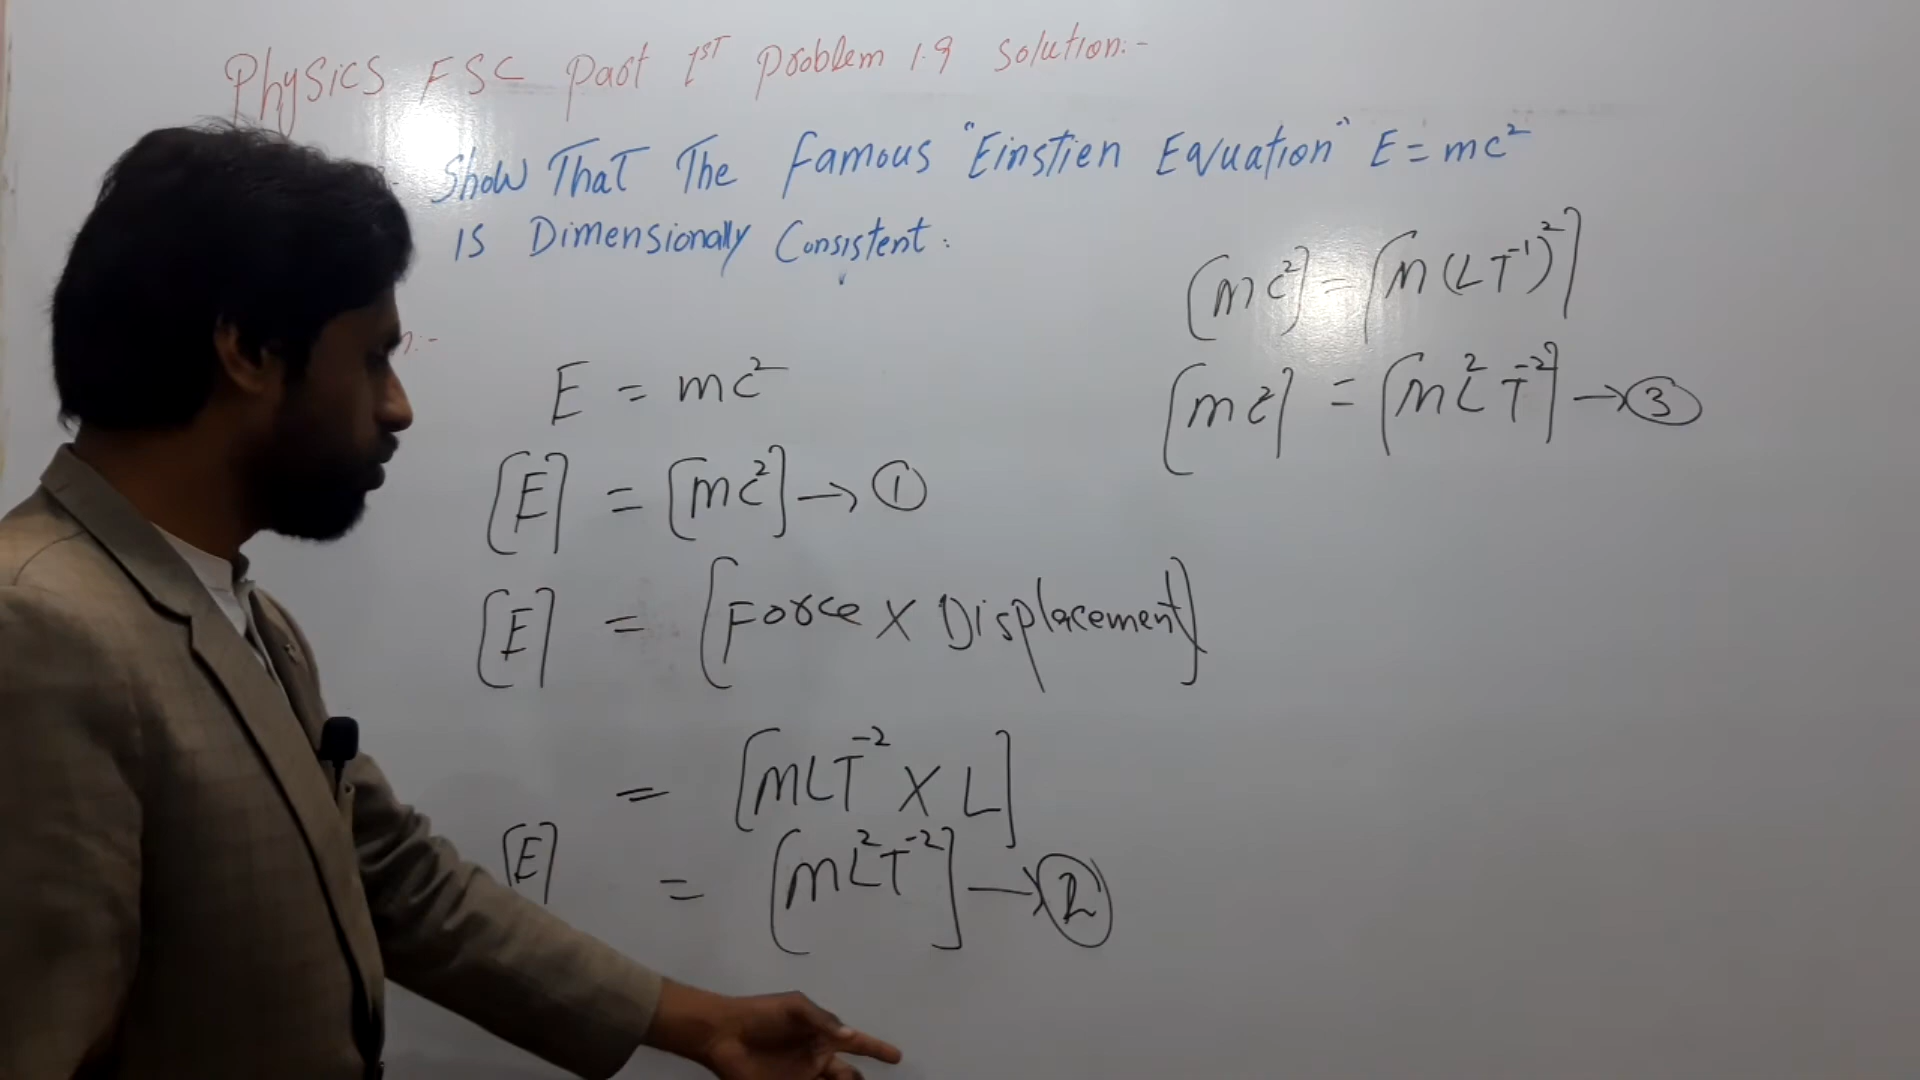 Physics FSC Part 1ST Problem 1.9 Solution:-
Show That The famous "Einstien Equation" E = mc²
is Dimensionally Consistent.
n:-
E = mc²
[E] = [mc²] → ①
[E] = [Force × Displacement]
= [MLT⁻² × L]
[E] = [ML²T⁻²] → ②
[mc²] = [M(LT⁻¹)²]
[mc²] = [ML²T⁻²] → ③